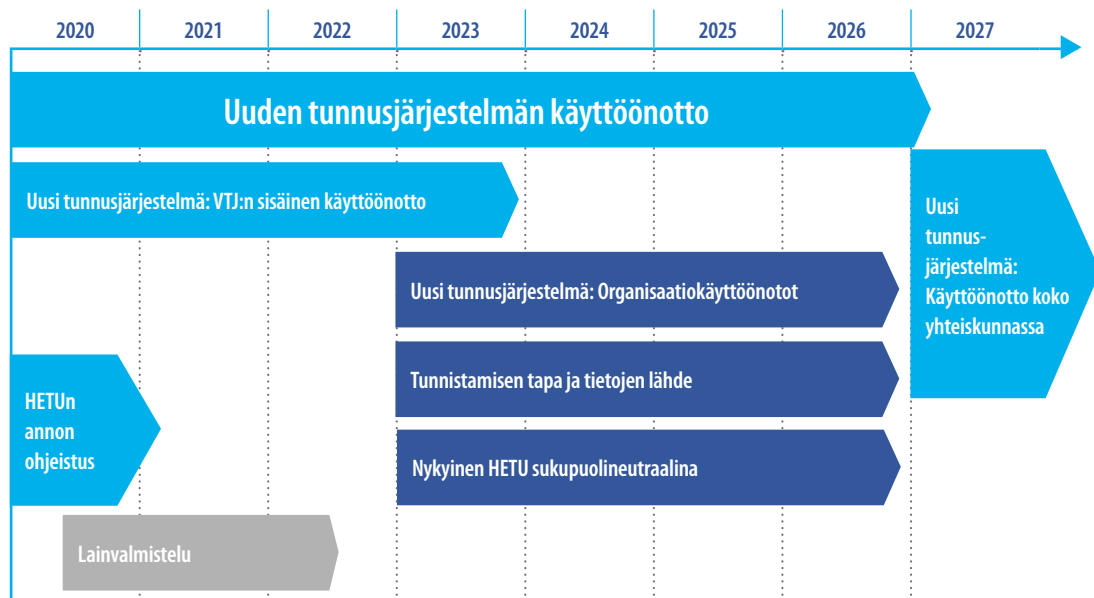 2020 2021 2022 2023 2024 2025 2026 2027
Uuden tunnusjärjestelmän käyttöönotto
Uusi tunnusjärjestelmä: VTJ:n sisäinen käyttöönotto
Uusi
tunnus-
järjestelmä:
Käyttöönotto koko
yhteiskunnassa
Uusi tunnusjärjestelmä: Organisaatiokäyttöönotot
Tunnistamisen tapa ja tietojen lähde
HETUn
annon
ohjeistus
Nykyinen HETU sukupuolineutraalina
Lainvalmistelu